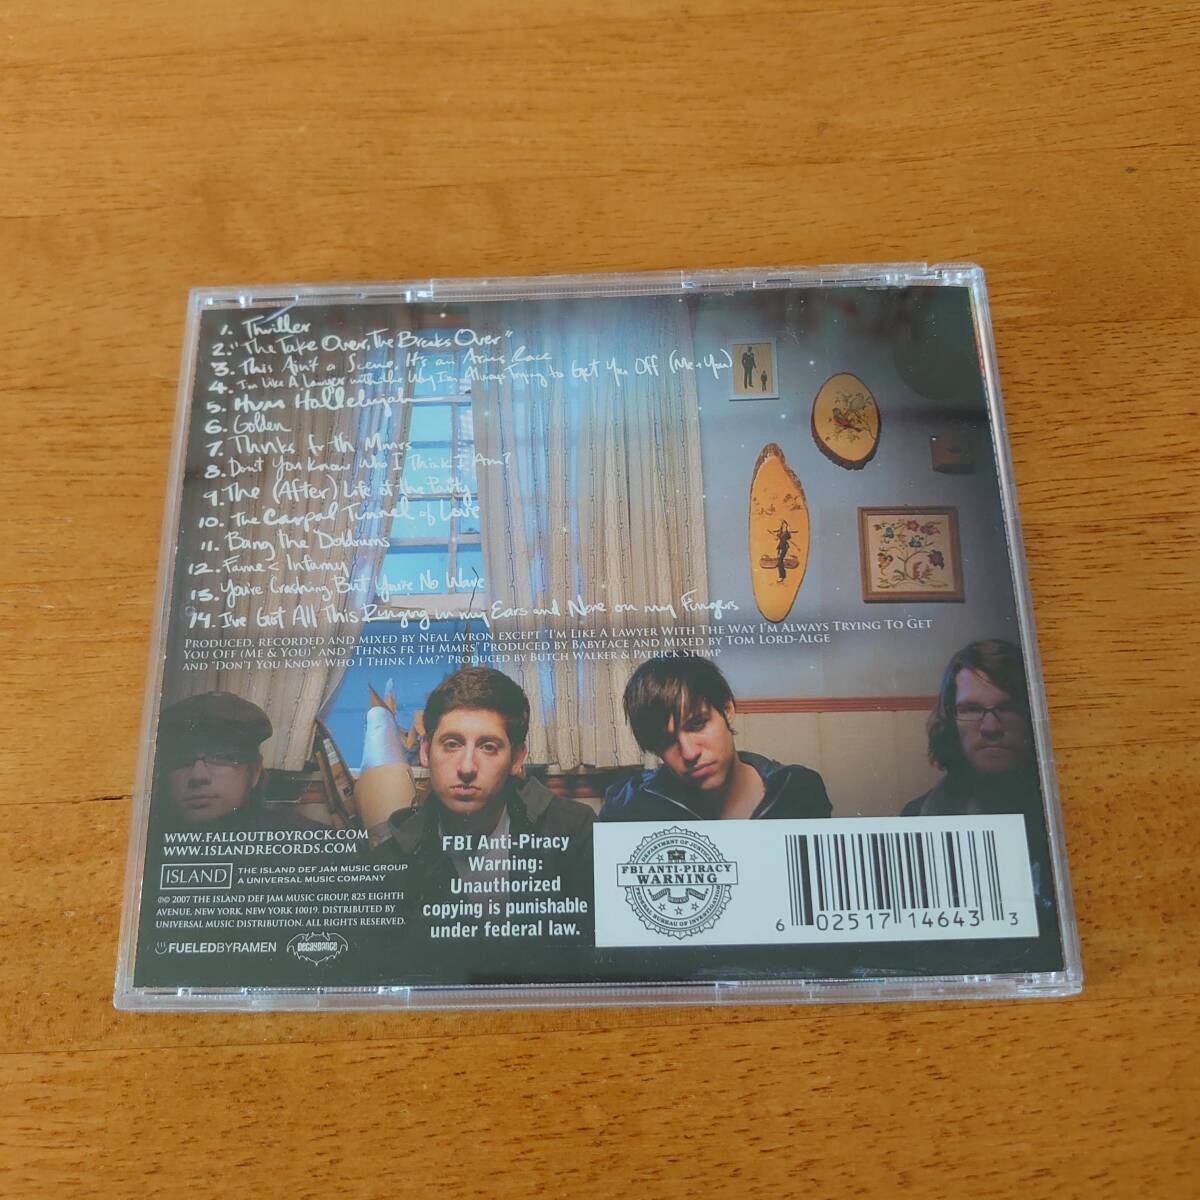 1. Thriller
2. "The Take Over, The Breaks Over"
3. This Ain't a Scene, It's an Arms Race
4. I'm Like A Lawyer with the Way I'm Always Trying to Get You Off (Me + You)
5. Hum Hallelujah
6. Golden
7. Thnks fr th Mmrs
8. Don't You Know Who I Think I Am?
9. The (After) Life of the Party
10. The Carpal Tunnel of Love
11. Bang the Doldrums
12. Fame < Infamy
13. You're Crashing But You're No Wave
14. I've Got All This Ringing in my Ears and None on my Fingers
Produced, recorded and mixed by Neal Avron except "I'm Like A Lawyer With The Way I'm Always Trying To Get
You Off (Me & You)" and "Thnks fr th Mmrs" Produced by Babyface and Mixed by Tom Lord-Alge
and "Don't You Know Who I Think I Am?" Produced by Butch Walker & Patrick Stump
WWW.FALLOUTBOYROCK.COM
WWW.ISLANDRECORDS.COM
ISLAND
THE ISLAND DEF JAM MUSIC GROUP
A UNIVERSAL MUSIC COMPANY
℗© 2007 THE ISLAND DEF JAM MUSIC GROUP, 825 EIGHTH
AVENUE, NEW YORK, NEW YORK 10019. DISTRIBUTED BY
UNIVERSAL MUSIC DISTRIBUTION. ALL RIGHTS RESERVED.
FUELEDBYRAMEN
DECAYDANCE
FBI Anti-Piracy
Warning:
Unauthorized
copying is punishable
under federal law.
DEPARTMENT OF JUSTICE
FBI ANTI-PIRACY
WARNING
FEDERAL BUREAU OF INVESTIGATION
6 02517 14643 3